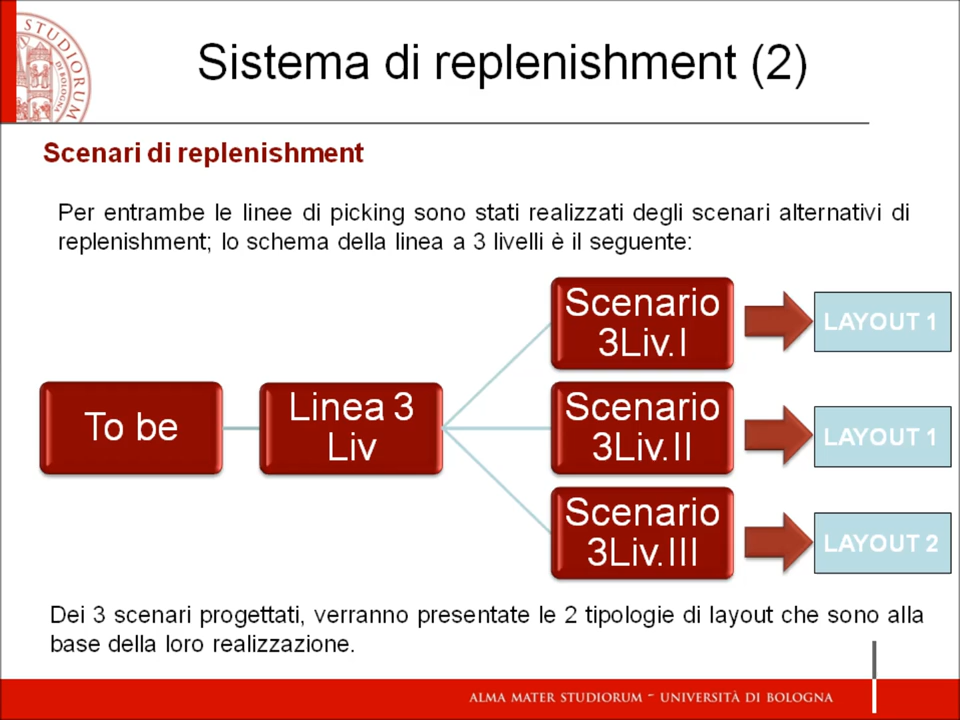 Sistema di replenishment (2)
Scenari di replenishment
Per entrambe le linee di picking sono stati realizzati degli scenari alternativi di
replenishment; lo schema della linea a 3 livelli è il seguente:
To be
Linea 3
Liv
Scenario
3Liv.I
LAYOUT 1
Scenario
3Liv.II
LAYOUT 1
Scenario
3Liv.III
LAYOUT 2
Dei 3 scenari progettati, verranno presentate le 2 tipologie di layout che sono alla
base della loro realizzazione.
ALMA MATER STUDIORUM ~ UNIVERSITÀ DI BOLOGNA
STUDIORUM
DI BOLOGNA